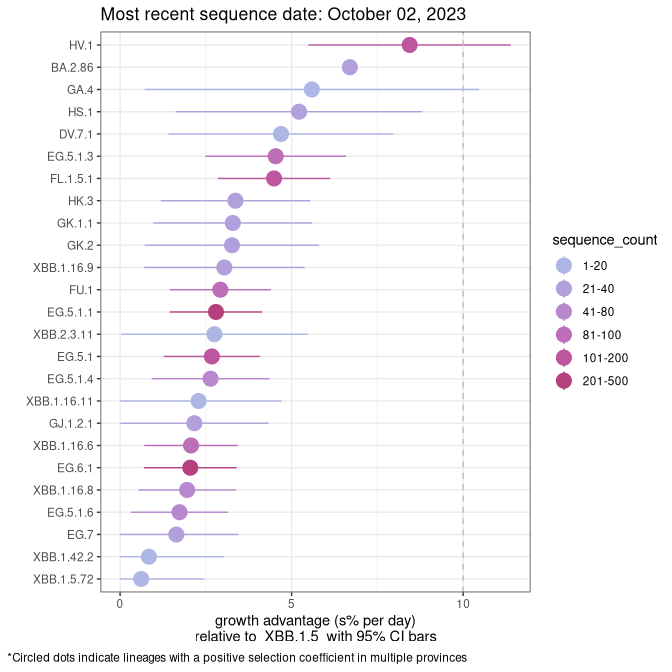 Most recent sequence date: October 02, 2023
HV.1
BA.2.86
GA.4
HS.1
DV.7.1
EG.5.1.3
FL.1.5.1
HK.3
GK.1.1
GK.2
XBB.1.16.9
FU.1
EG.5.1.1
XBB.2.3.11
EG.5.1
EG.5.1.4
XBB.1.16.11
GJ.1.2.1
XBB.1.16.6
EG.6.1
XBB.1.16.8
EG.5.1.6
EG.7
XBB.1.42.2
XBB.1.5.72
0 5 10
growth advantage (s% per day)
relative to XBB.1.5 with 95% CI bars
sequence_count
1-20
21-40
41-80
81-100
101-200
201-500
*Circled dots indicate lineages with a positive selection coefficient in multiple provinces